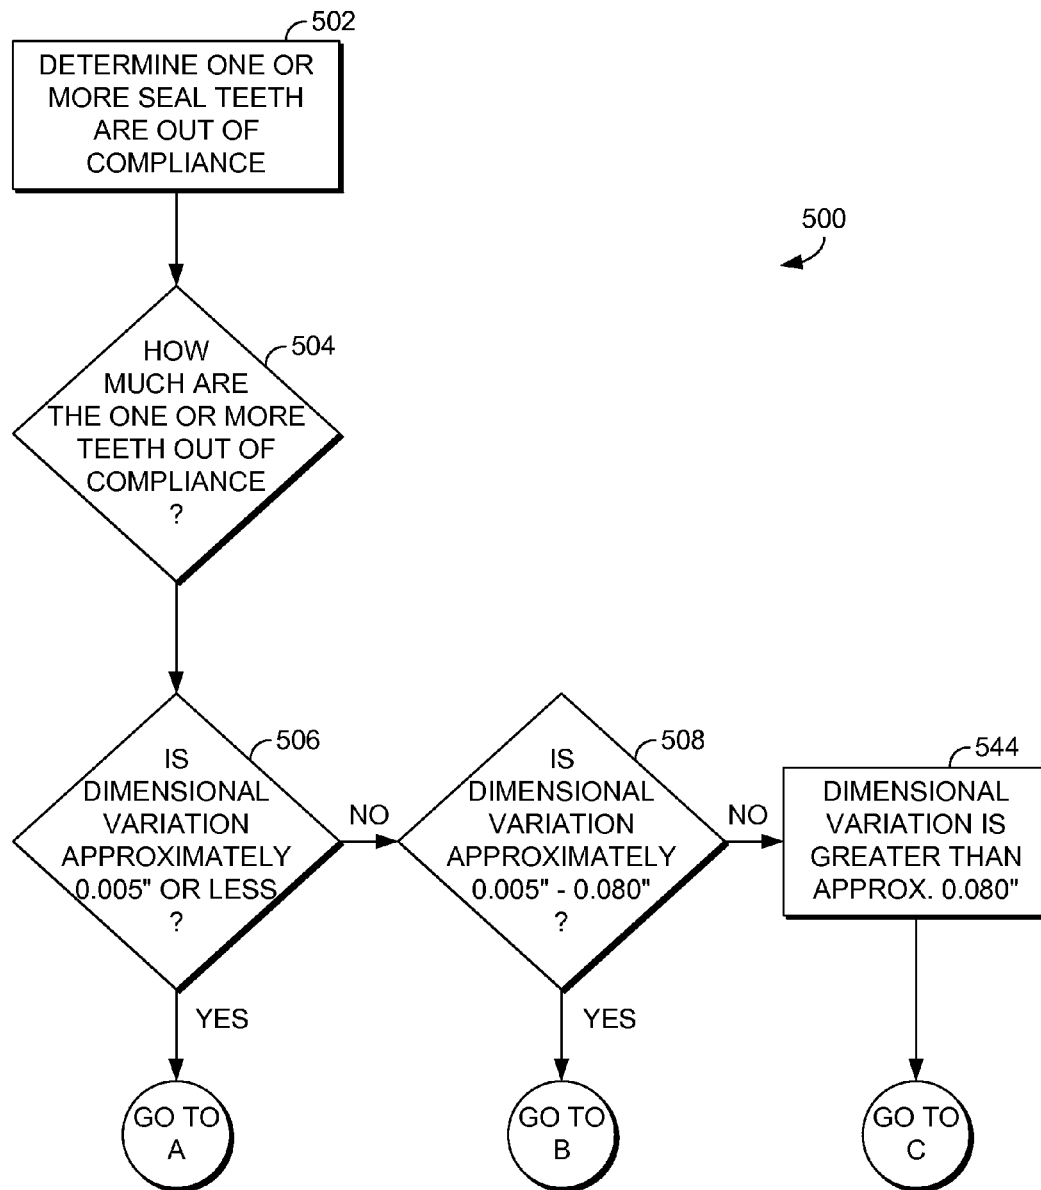 502
DETERMINE ONE OR
MORE SEAL TEETH
ARE OUT OF
COMPLIANCE
500
504
HOW
MUCH ARE
THE ONE OR MORE
TEETH OUT OF
COMPLIANCE
?
506
IS
DIMENSIONAL
VARIATION
APPROXIMATELY
0.005" OR LESS
?
NO
YES
508
IS
DIMENSIONAL
VARIATION
APPROXIMATELY
0.005" - 0.080"
?
NO
YES
544
DIMENSIONAL
VARIATION IS
GREATER THAN
APPROX. 0.080"
GO TO
A
GO TO
B
GO TO
C